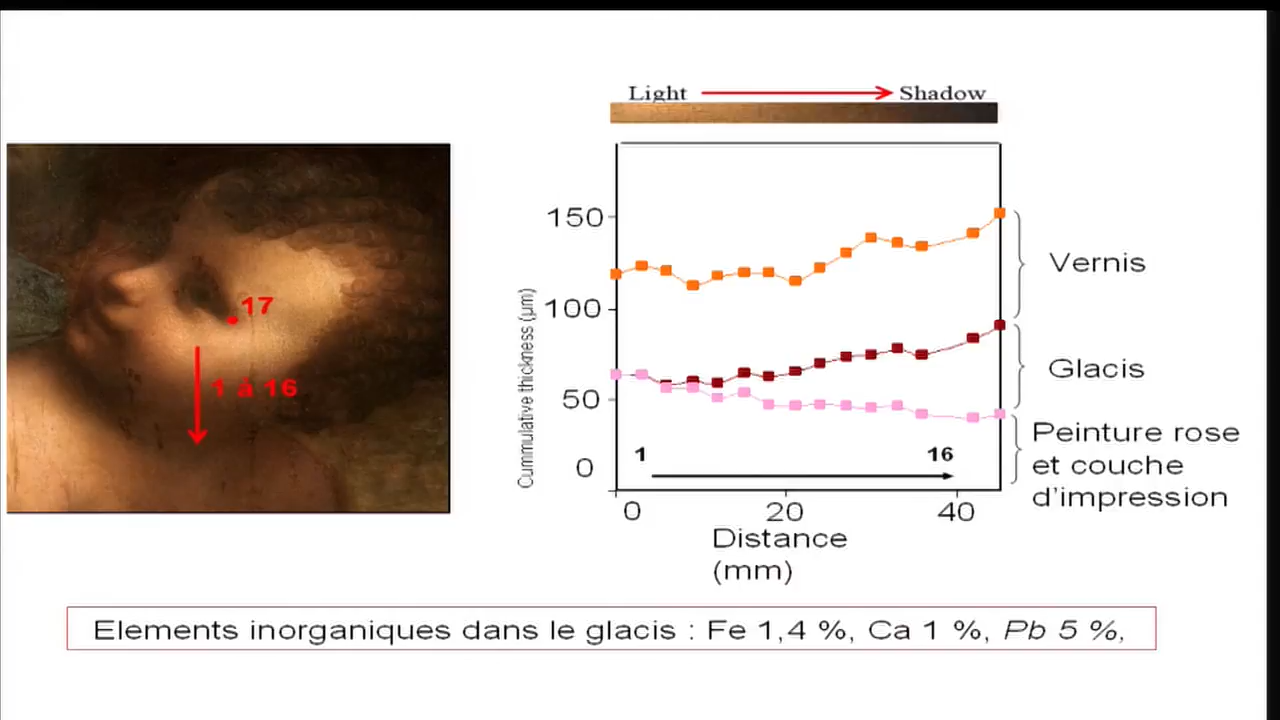 Light
Shadow
17
1 à 16
150
100
50
0
Cummulative thickness (µm)
1
16
0
20
40
Distance
(mm)
Vernis
Glacis
Peinture rose
et couche
d'impression
Elements inorganiques dans le glacis : Fe 1,4 %, Ca 1 %, Pb 5 %,